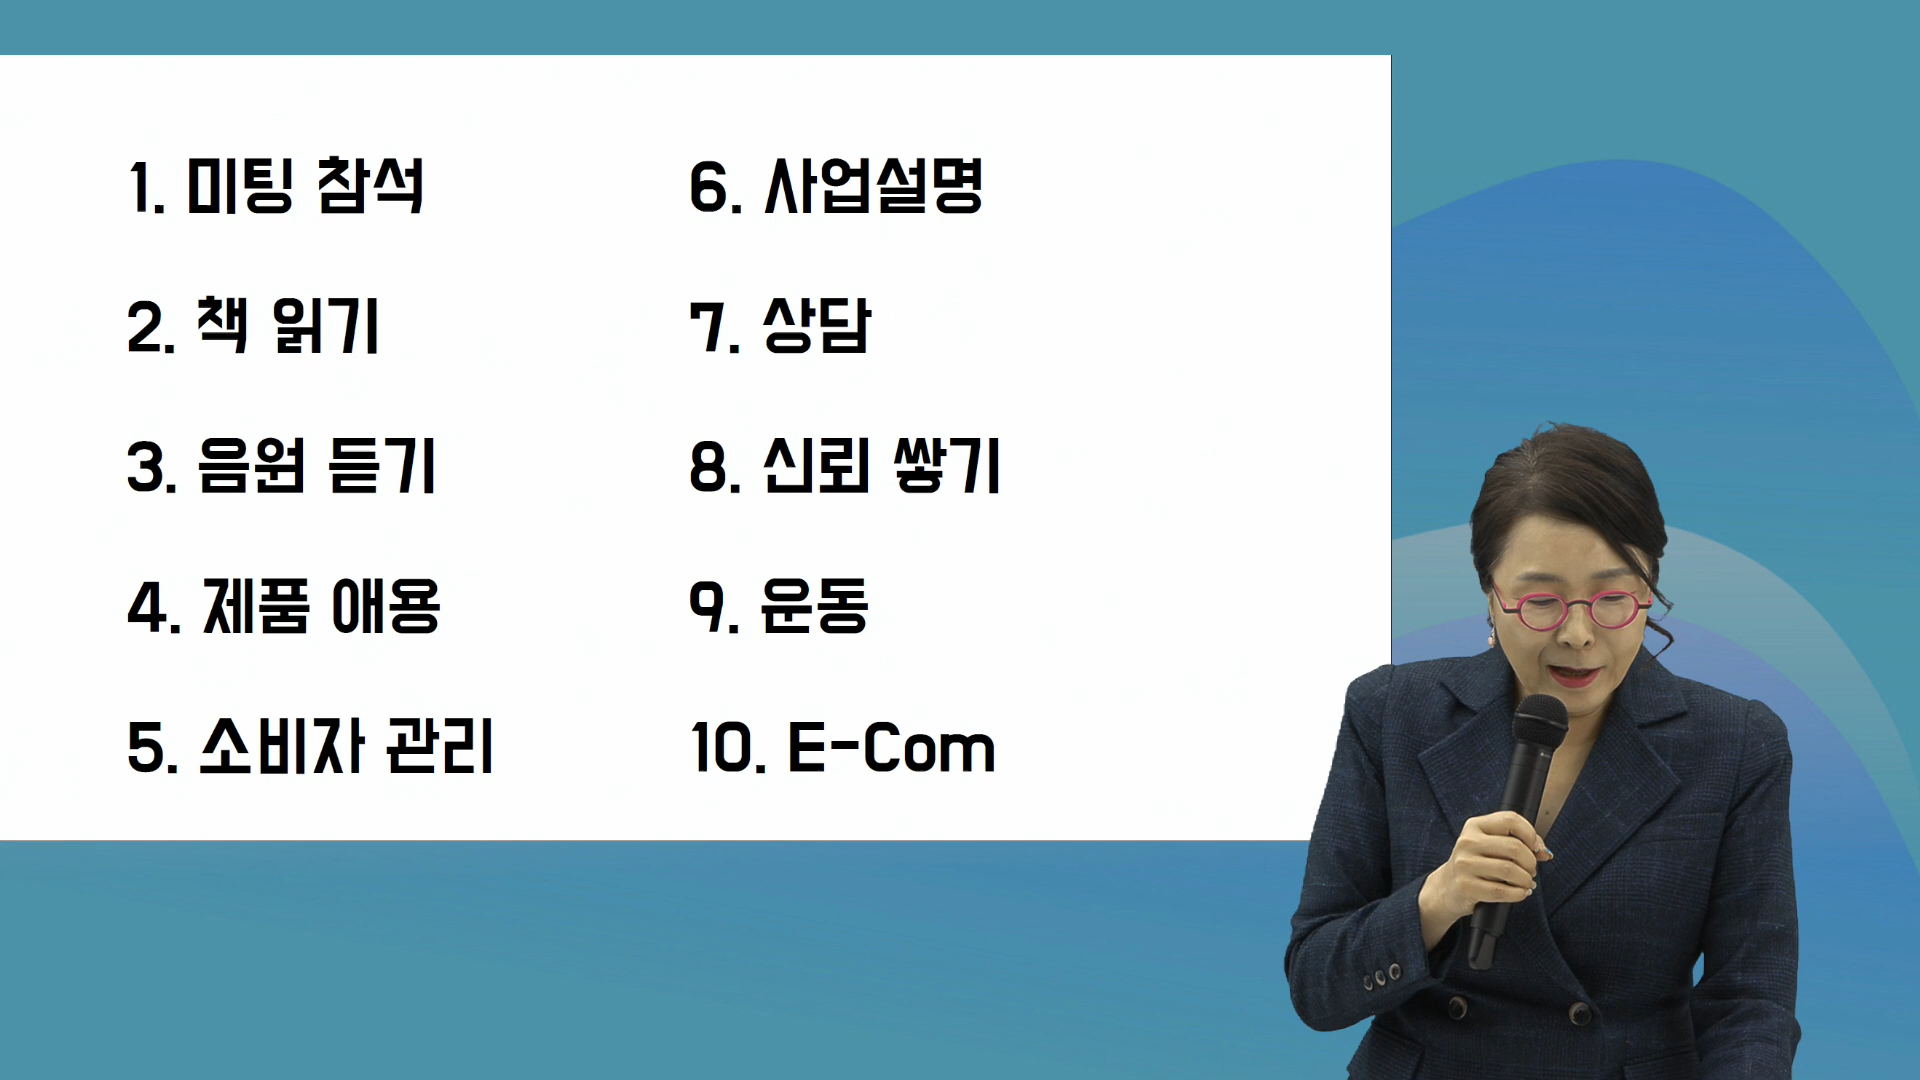 1. 미팅 참석
2. 책 읽기
3. 음원 듣기
4. 제품 애용
5. 소비자 관리
6. 사업설명
7. 상담
8. 신뢰 쌓기
9. 운동
10. E-Com